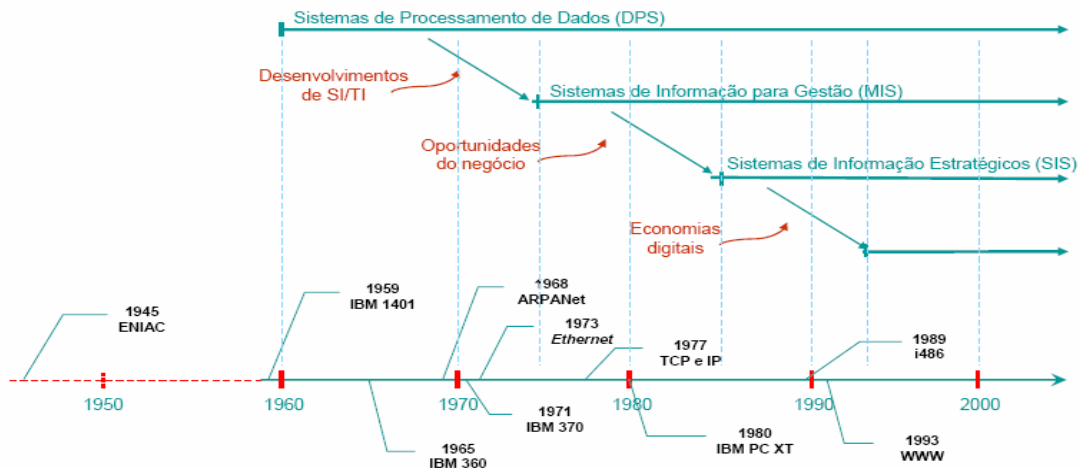 Sistemas de Processamento de Dados (DPS)
Desenvolvimentos
de SI/TI
Sistemas de Informação para Gestão (MIS)
Oportunidades
do negócio
Sistemas de Informação Estratégicos (SIS)
Economias
digitais
1945
ENIAC
1959
IBM 1401
1968
ARPANet
1973
Ethernet
1977
TCP e IP
1989
i486
1950
1960
1970
1980
1990
2000
1965
IBM 360
1971
IBM 370
1980
IBM PC XT
1993
WWW